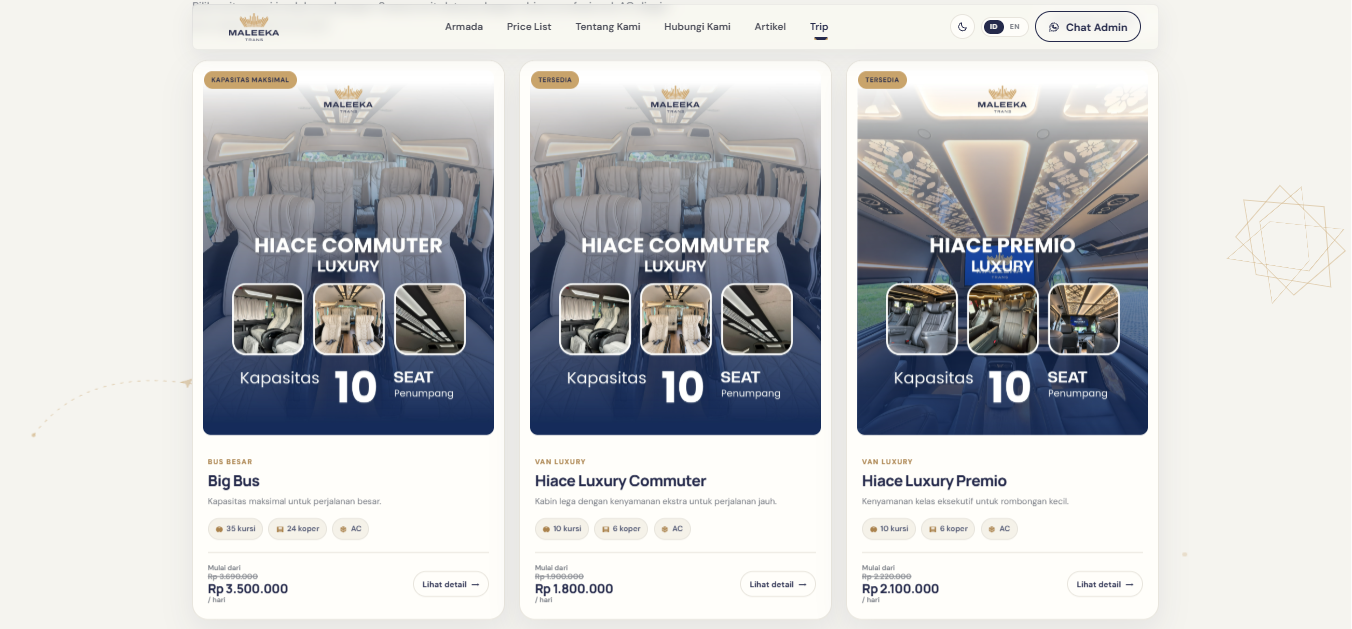 MALEEKA
TRANS
Armada
Price List
Tentang Kami
Hubungi Kami
Artikel
Trip
ID
EN
Chat Admin
KAPASITAS MAKSIMAL
MALEEKA
TRANS
HIACE COMMUTER
LUXURY
Kapasitas 10 SEAT
Penumpang
BUS BESAR
Big Bus
Kapasitas maksimal untuk perjalanan besar.
35 kursi
24 koper
AC
Mulai dari
Rp 3.690.000
Rp 3.500.000
/ hari
Lihat detail →
TERSEDIA
MALEEKA
TRANS
HIACE COMMUTER
LUXURY
Kapasitas 10 SEAT
Penumpang
VAN LUXURY
Hiace Luxury Commuter
Kabin lega dengan kenyamanan ekstra untuk perjalanan jauh.
10 kursi
6 koper
AC
Mulai dari
Rp 1.900.000
Rp 1.800.000
/ hari
Lihat detail →
TERSEDIA
MALEEKA
TRANS
HIACE PREMIO
LUXURY
Kapasitas 10 SEAT
Penumpang
VAN LUXURY
Hiace Luxury Premio
Kenyamanan kelas eksekutif untuk rombongan kecil.
10 kursi
6 koper
AC
Mulai dari
Rp 2.220.000
Rp 2.100.000
/ hari
Lihat detail →